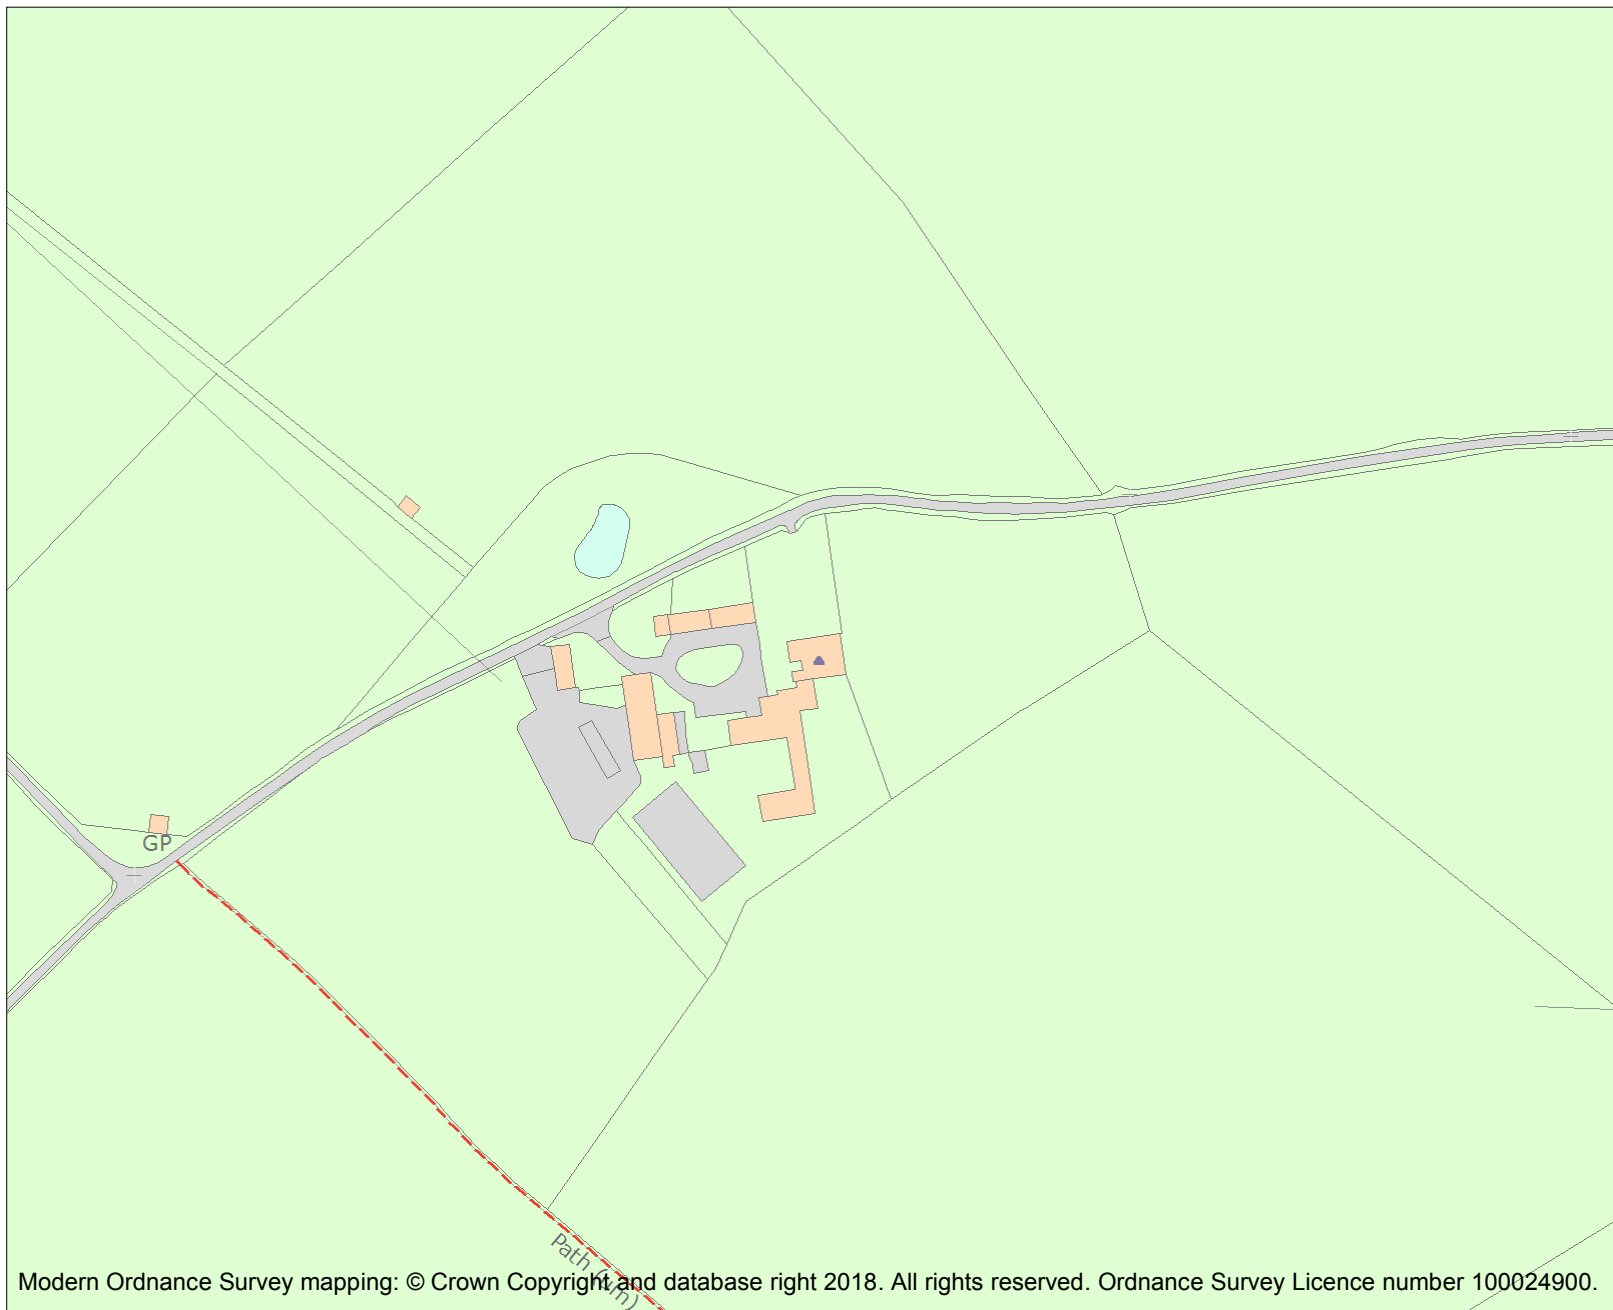 GP
Path (um)
Modern Ordnance Survey mapping: © Crown Copyright and database right 2018. All rights reserved. Ordnance Survey Licence number 100024900.